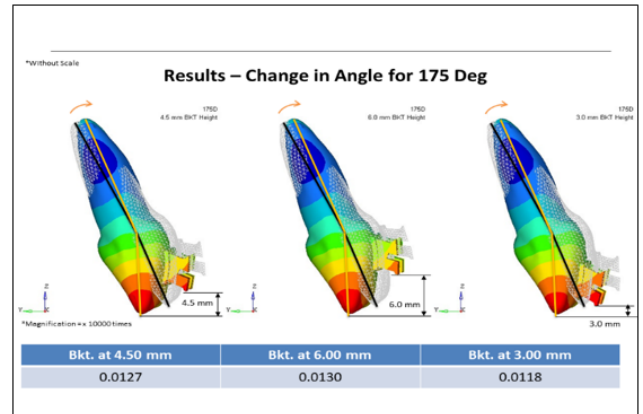 *Without Scale
Results – Change in Angle for 175 Deg
175D
4.5 mm BKT Height
175D
6.0 mm BKT Height
175D
3.0 mm BKT Height
4.5 mm
6.0 mm
3.0 mm
Z
Y
Z
Y
Z
Y
*Magnification =x 10000 times
Bkt. at 4.50 mm Bkt. at 6.00 mm Bkt. at 3.00 mm
0.0127 0.0130 0.0118